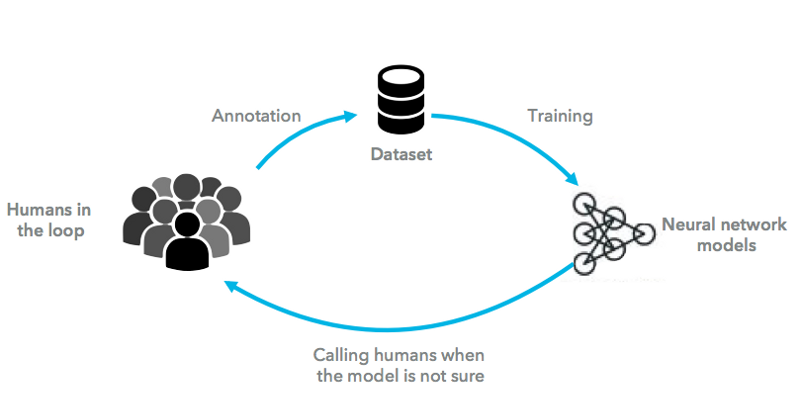 Annotation
Training
Dataset
Humans in
the loop
Neural network
models
Calling humans when
the model is not sure